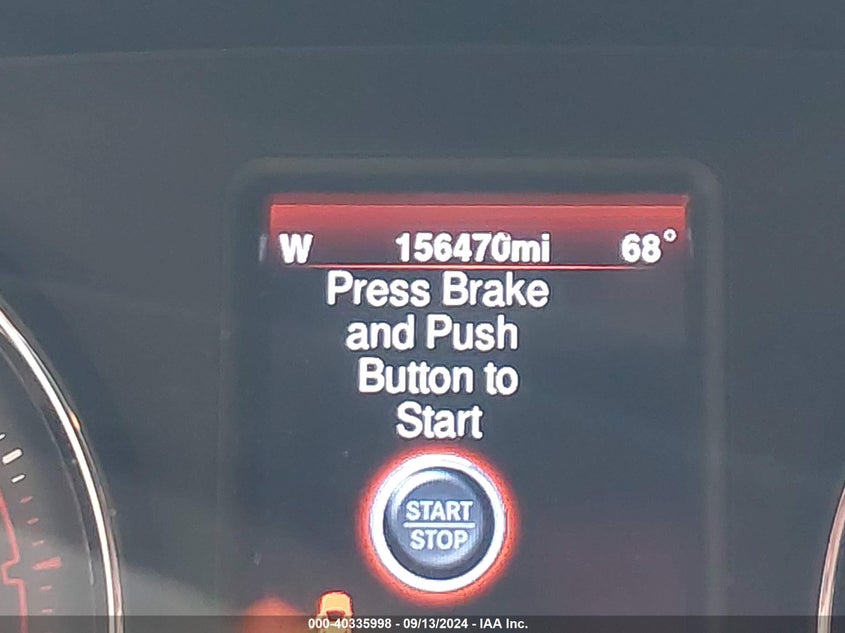 W 156470mi 68°
Press Brake
and Push
Button to
Start
START
STOP
000-40335998 - 09/13/2024 - IAA Inc.